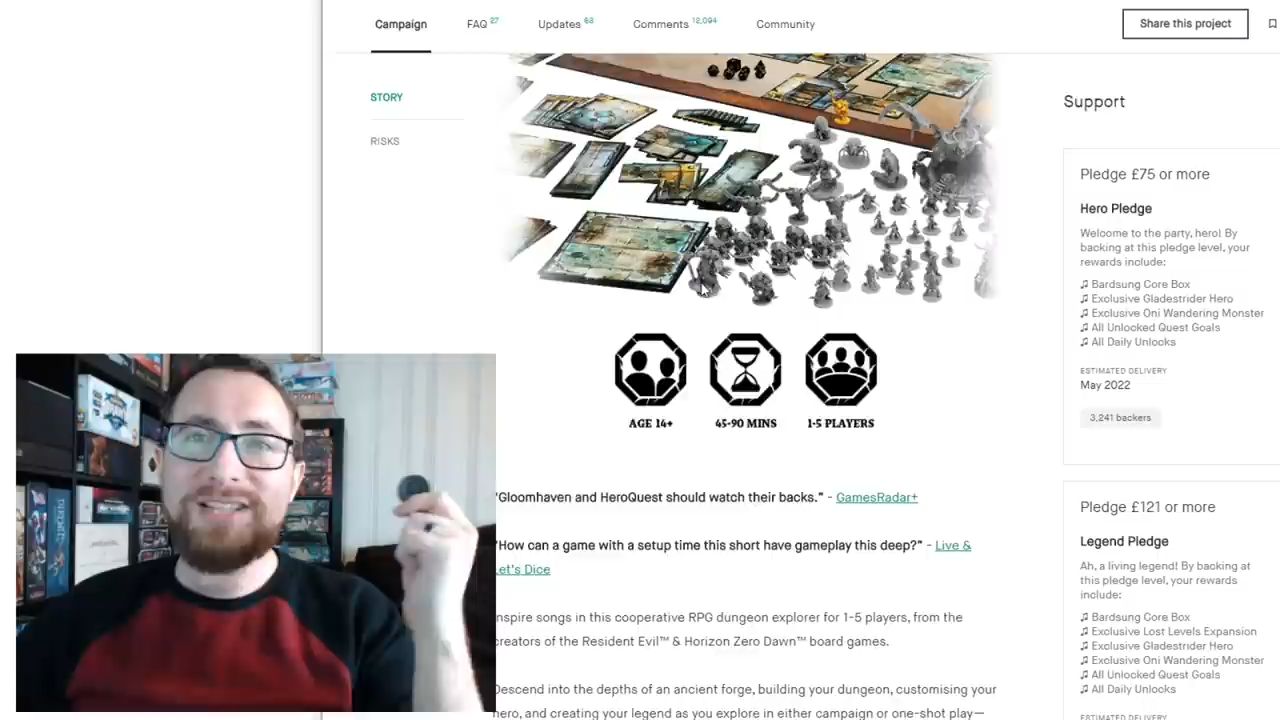 Campaign
FAQ 27
Updates 63
Comments 12,094
Community
Share this project
STORY
RISKS
AGE 14+
45-90 MINS
1-5 PLAYERS
"Gloomhaven and HeroQuest should watch their backs." - GamesRadar+
"How can a game with a setup time this short have gameplay this deep?" - Live &
Let's Dice
Inspire songs in this cooperative RPG dungeon explorer for 1-5 players, from the
creators of the Resident Evil™ & Horizon Zero Dawn™ board games.
Descend into the depths of an ancient forge, building your dungeon, customising your
hero, and creating your legend as you explore in either campaign or one-shot play—
Support
Pledge £75 or more
Hero Pledge
Welcome to the party, hero! By
backing at this pledge level, your
rewards include:
♫ Bardsung Core Box
♫ Exclusive Gladestrider Hero
♫ Exclusive Oni Wandering Monster
♫ All Unlocked Quest Goals
♫ All Daily Unlocks
ESTIMATED DELIVERY
May 2022
3,241 backers
Pledge £121 or more
Legend Pledge
Ah, a living legend! By backing at
this pledge level, your rewards
include:
♫ Bardsung Core Box
♫ Exclusive Lost Levels Expansion
♫ Exclusive Gladestrider Hero
♫ Exclusive Oni Wandering Monster
♫ All Unlocked Quest Goals
♫ All Daily Unlocks
ESTIMATED DELIVERY